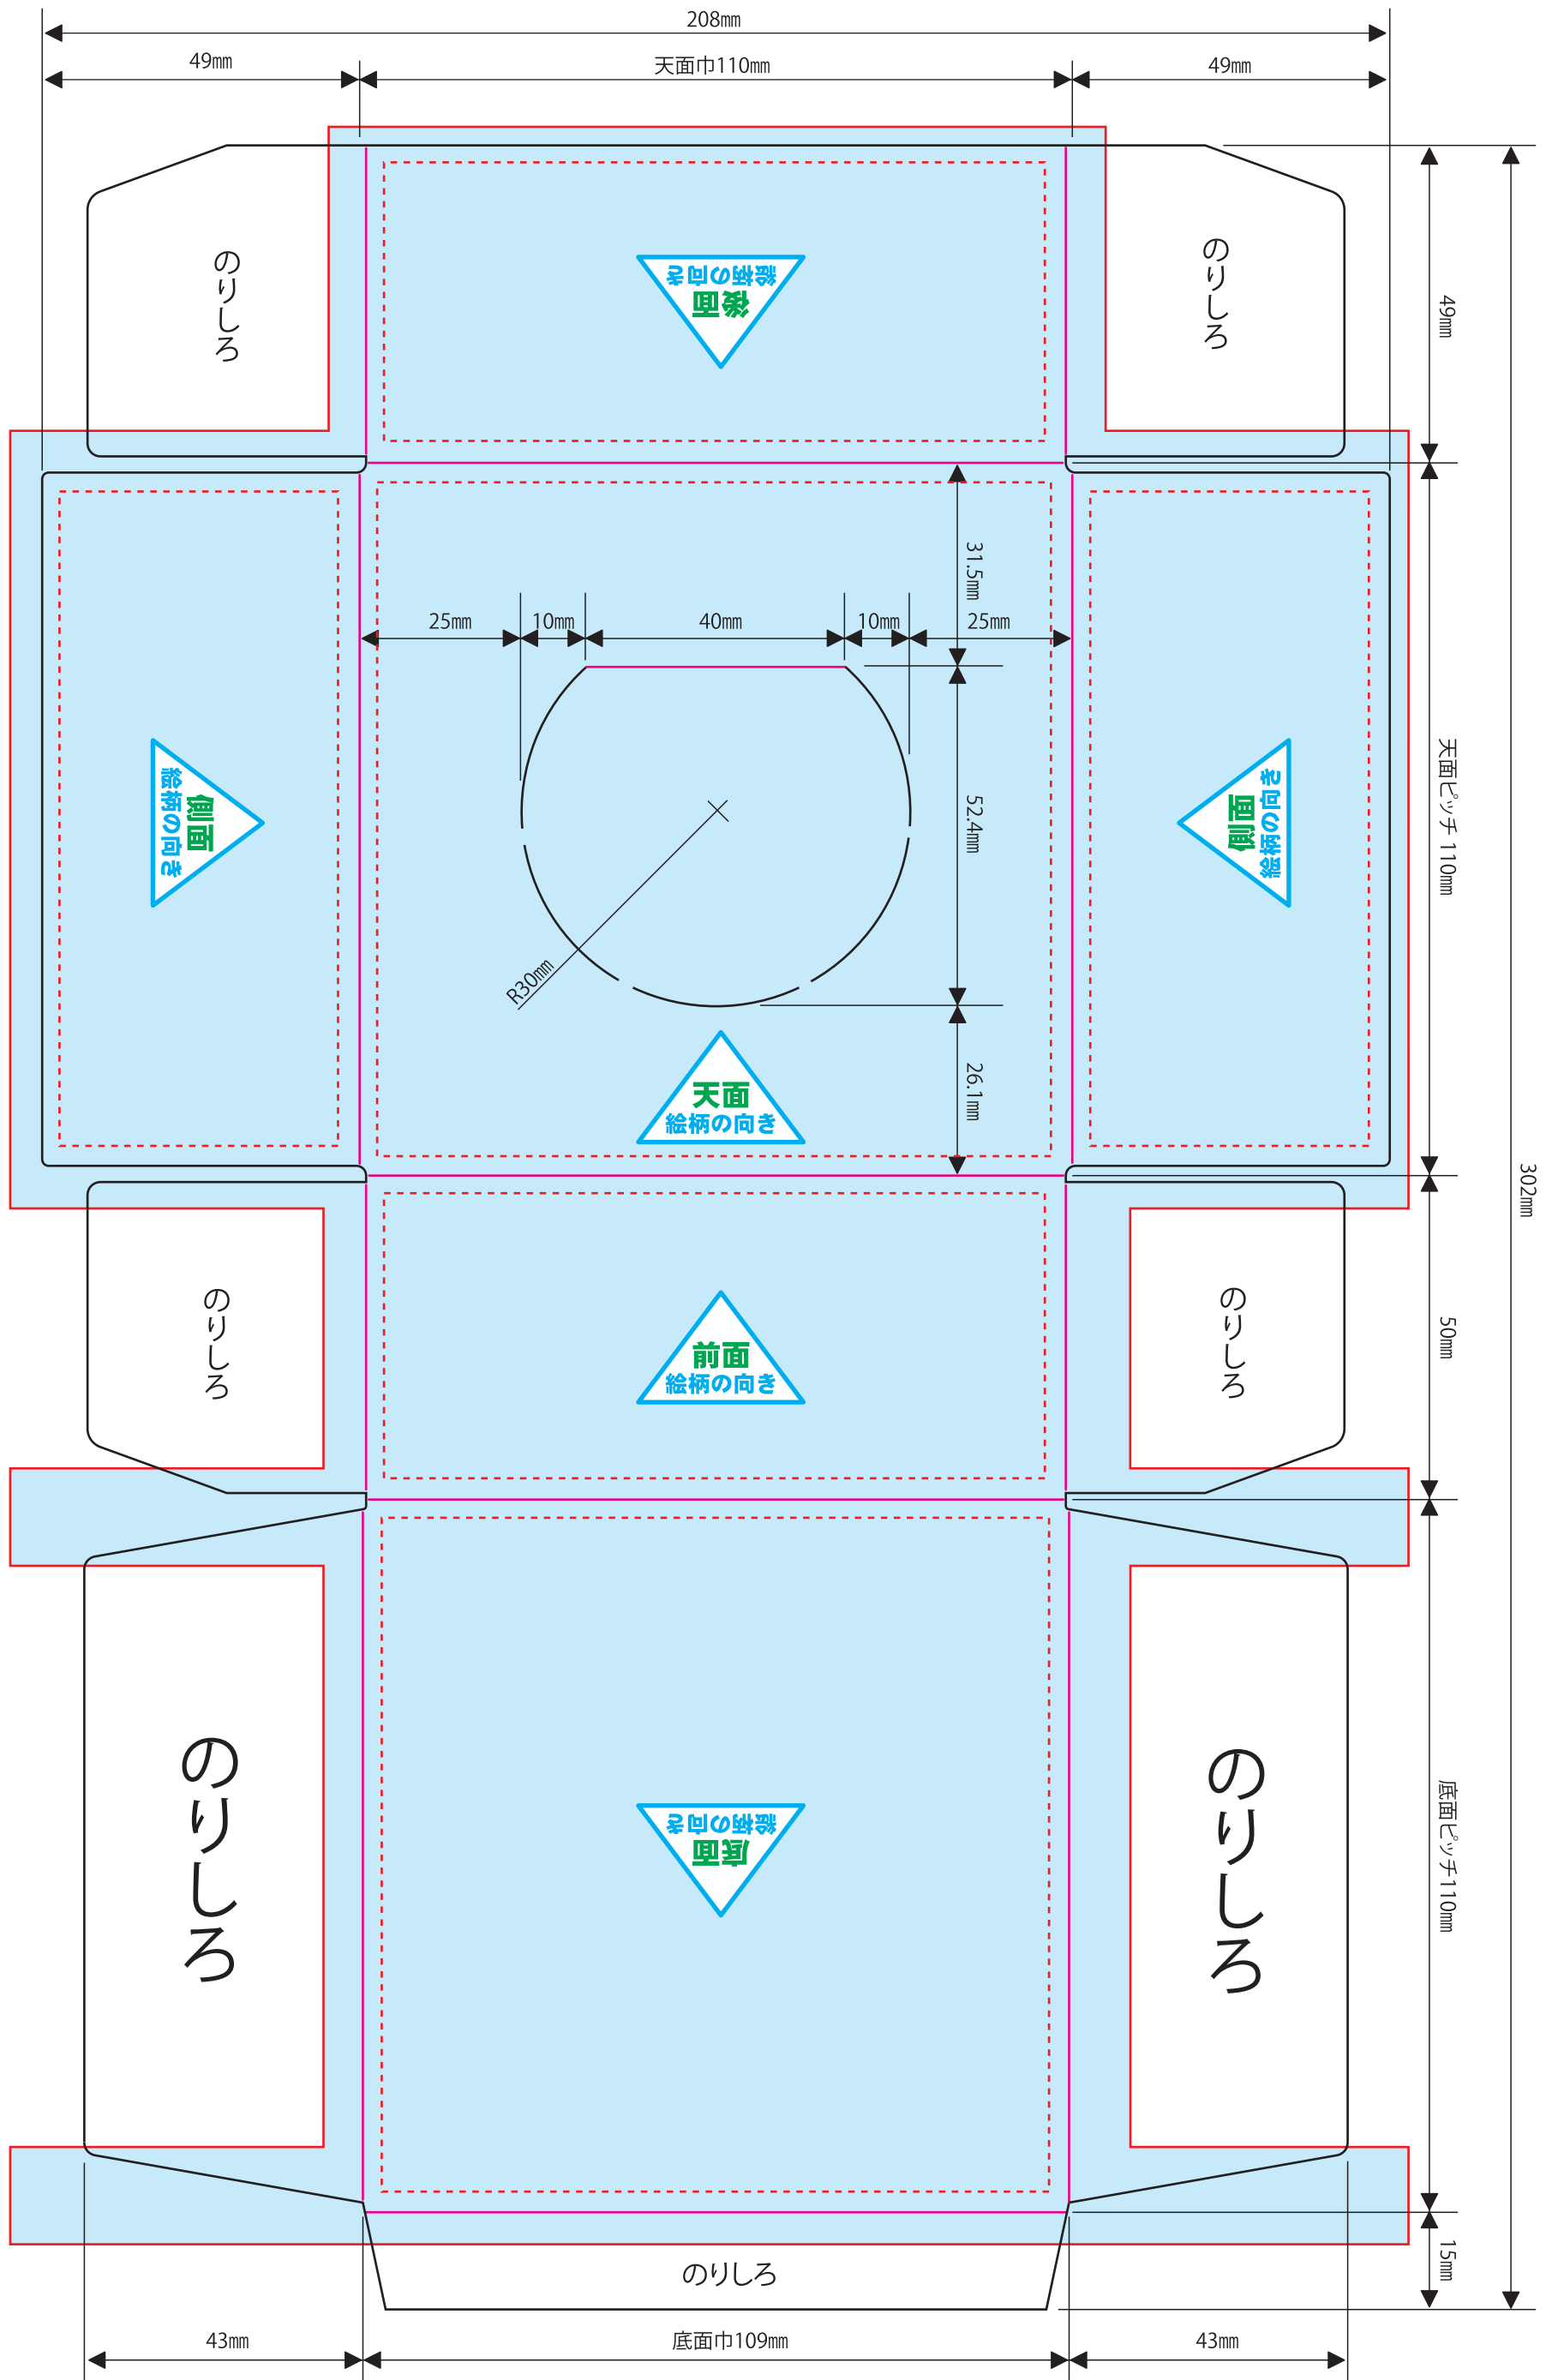 208mm
49mm
天面巾110mm
49mm
絵柄の向き
後面
のりしろ
のりしろ
49mm
31.5mm
25mm
10mm
40mm
10mm
25mm
側面
絵柄の向き
52.4mm
側面
絵柄の向き
天面ピッチ 110mm
R30mm
26.1mm
天面
絵柄の向き
302mm
のりしろ
前面
絵柄の向き
のりしろ
50mm
のりしろ
絵柄の向き
底面
のりしろ
底面ピッチ110mm
のりしろ
15mm
43mm
底面巾109mm
43mm